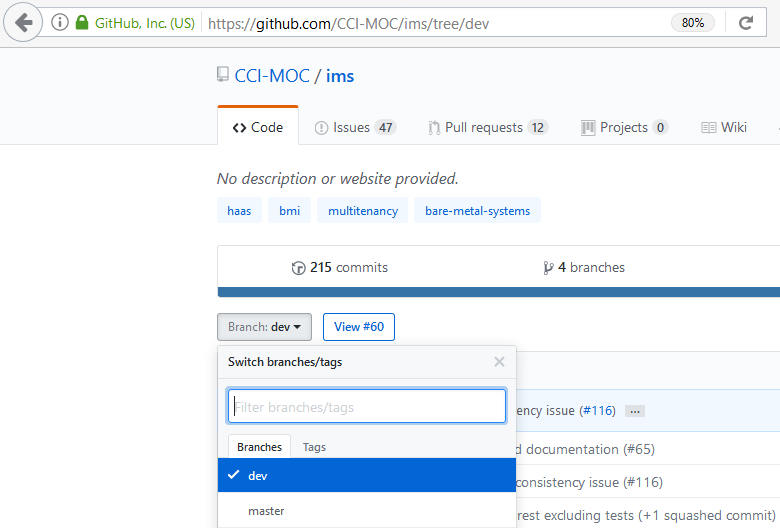 GitHub, Inc. (US) https://github.com/CCI-MOC/ims/tree/dev 80%
CCI-MOC / ims
Code Issues 47 Pull requests 12 Projects 0 Wiki
No description or website provided.
haas bmi multitenancy bare-metal-systems
215 commits 4 branches
Branch: dev View #60
Switch branches/tags
Filter branches/tags
ency issue (#116) ...
Branches Tags
d documentation (#65)
dev
consistency issue (#116)
master
rest excluding tests (+1 squashed commit)